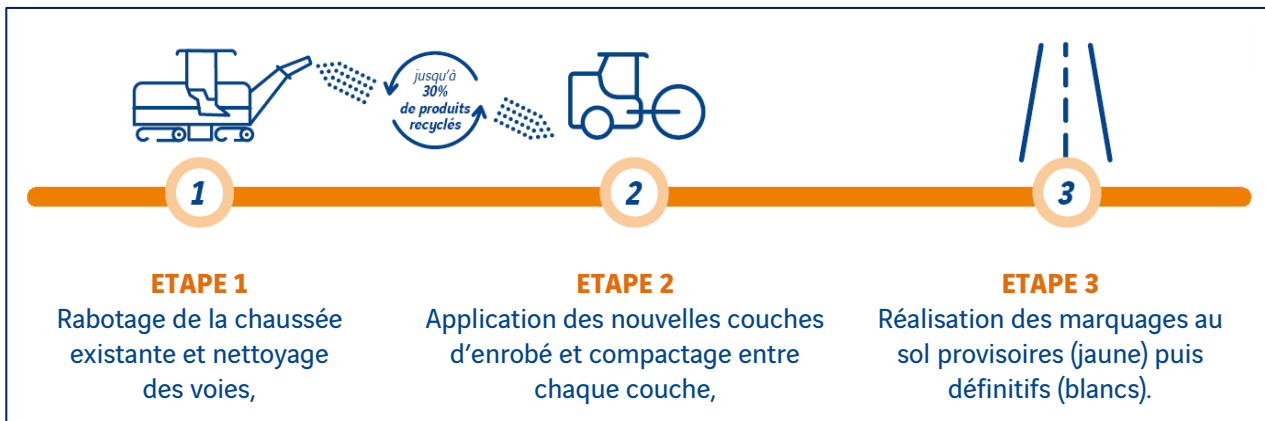 jusqu'à
30%
de produits
recyclés
1
2
3
ETAPE 1
Rabotage de la chaussée
existante et nettoyage
des voies,
ETAPE 2
Application des nouvelles couches
d'enrobé et compactage entre
chaque couche,
ETAPE 3
Réalisation des marquages au
sol provisoires (jaune) puis
définitifs (blancs).